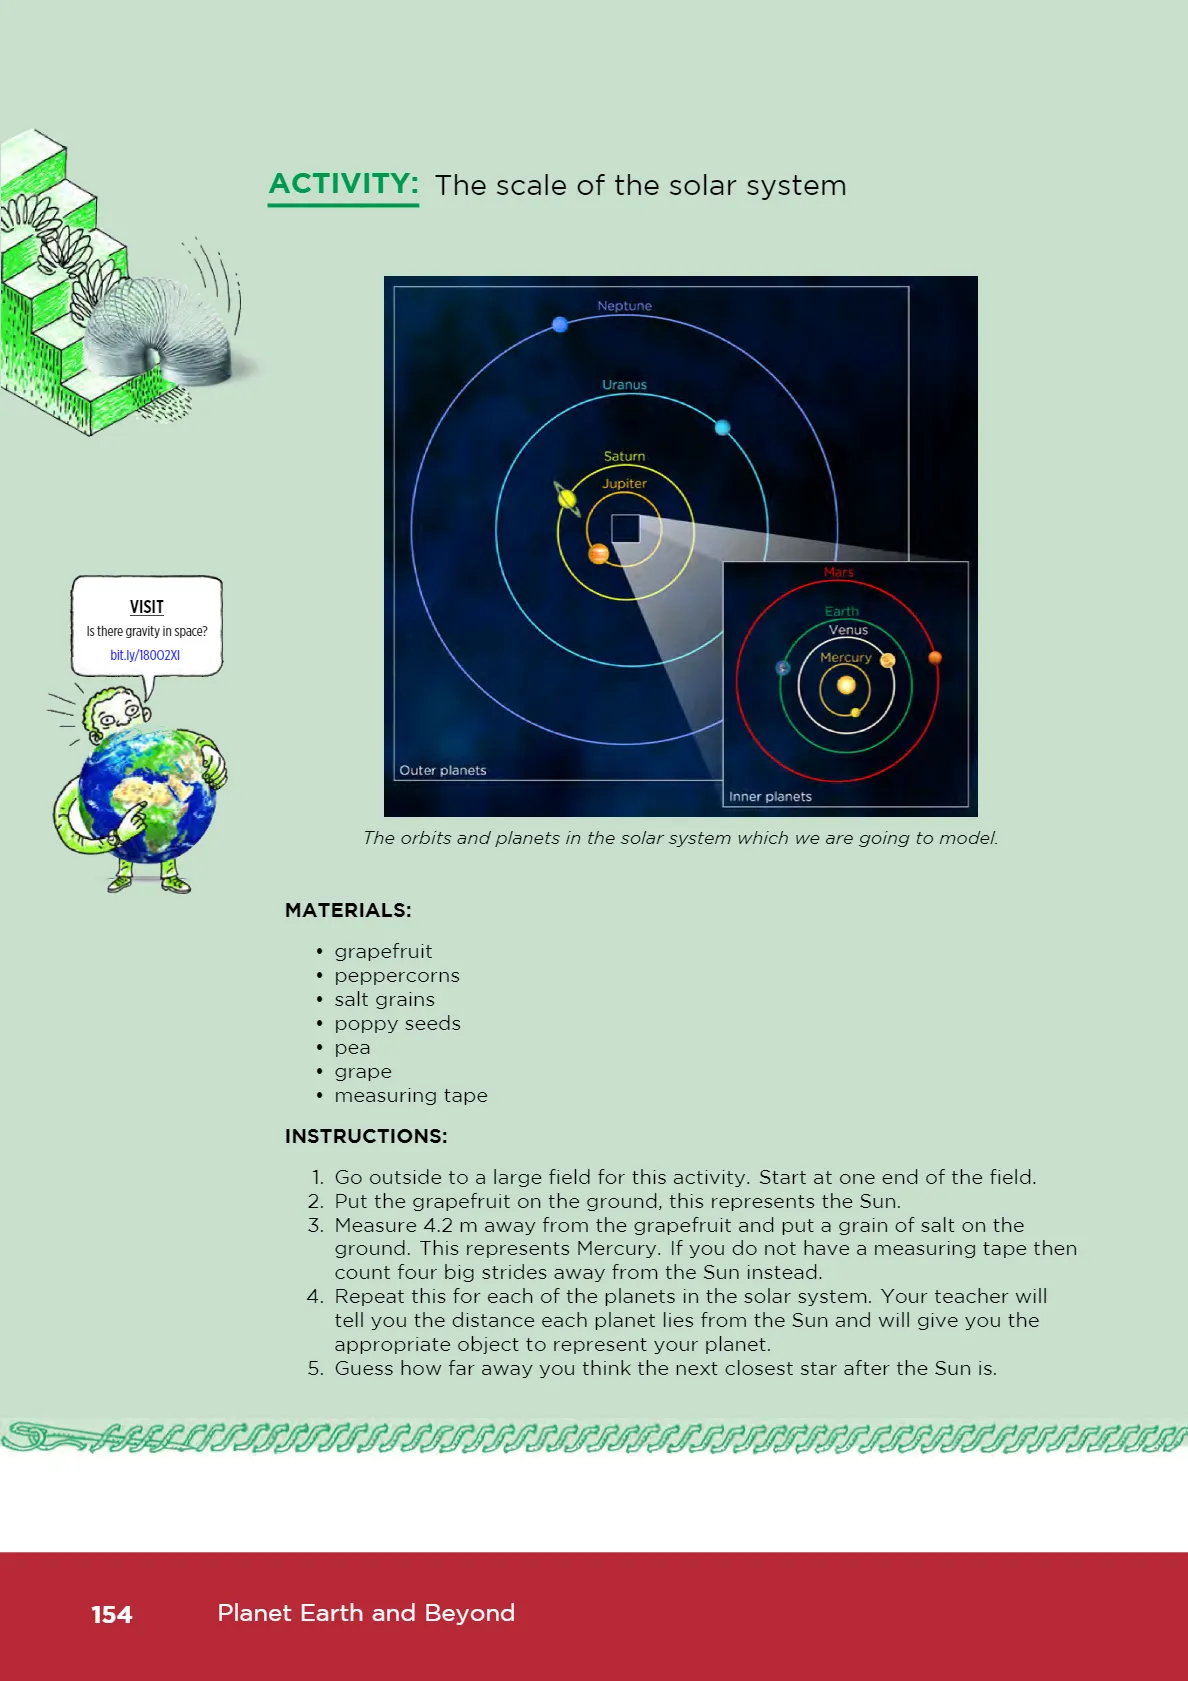 ACTIVITY: The scale of the solar system
Neptune
Uranus
Saturn
Jupiter
Mars
Earth
Venus
Mercury
Outer planets
Inner planets
The orbits and planets in the solar system which we are going to model.
VISIT
Is there gravity in space?
bit.ly/18OO2XI
MATERIALS:
• grapefruit
• peppercorns
• salt grains
• poppy seeds
• pea
• grape
• measuring tape
INSTRUCTIONS:
1. Go outside to a large field for this activity. Start at one end of the field.
2. Put the grapefruit on the ground, this represents the Sun.
3. Measure 4.2 m away from the grapefruit and put a grain of salt on the
ground. This represents Mercury. If you do not have a measuring tape then
count four big strides away from the Sun instead.
4. Repeat this for each of the planets in the solar system. Your teacher will
tell you the distance each planet lies from the Sun and will give you the
appropriate object to represent your planet.
5. Guess how far away you think the next closest star after the Sun is.
154 Planet Earth and Beyond